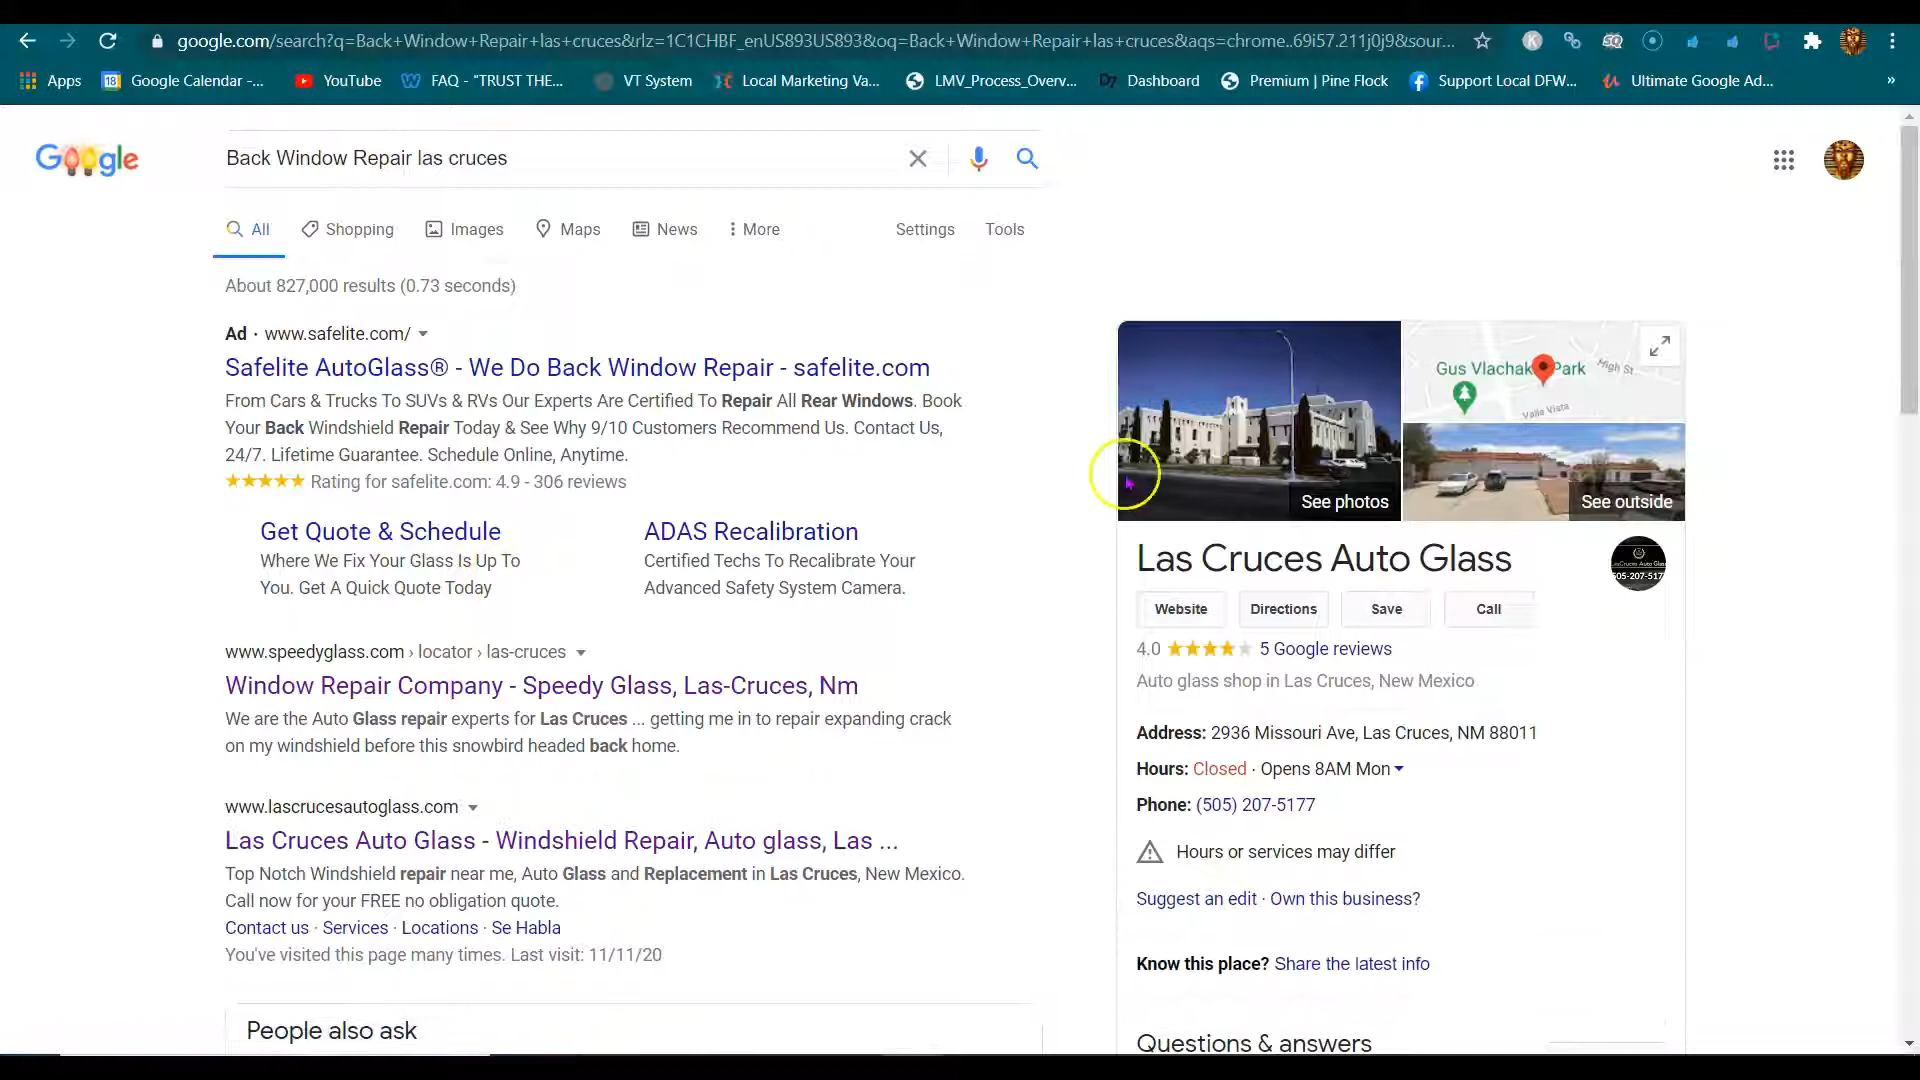 google.com/search?q=Back+Window+Repair+las+cruces&rlz=1C1CHBF_enUS893US893&oq=Back+Window+Repair+las+cruces&aqs=chrome..69i57.211j0j9&sour...
Apps Google Calendar -... YouTube FAQ - "TRUST THE... VT System Local Marketing Va... LMV_Process_Overv... Dashboard Premium | Pine Flock Support Local DFW... Ultimate Google Ad... »
Google
Back Window Repair las cruces
All Shopping Images Maps News More Settings Tools
About 827,000 results (0.73 seconds)
Ad · www.safelite.com/
Safelite AutoGlass® - We Do Back Window Repair - safelite.com
From Cars & Trucks To SUVs & RVs Our Experts Are Certified To Repair All Rear Windows. Book
Your Back Windshield Repair Today & See Why 9/10 Customers Recommend Us. Contact Us,
24/7. Lifetime Guarantee. Schedule Online, Anytime.
Rating for safelite.com: 4.9 - 306 reviews
Get Quote & Schedule
Where We Fix Your Glass Is Up To
You. Get A Quick Quote Today
ADAS Recalibration
Certified Techs To Recalibrate Your
Advanced Safety System Camera.
www.speedyglass.com › locator › las-cruces
Window Repair Company - Speedy Glass, Las-Cruces, Nm
We are the Auto Glass repair experts for Las Cruces ... getting me in to repair expanding crack
on my windshield before this snowbird headed back home.
www.lascrucesautoglass.com
Las Cruces Auto Glass - Windshield Repair, Auto glass, Las ...
Top Notch Windshield repair near me, Auto Glass and Replacement in Las Cruces, New Mexico.
Call now for your FREE no obligation quote.
Contact us · Services · Locations · Se Habla
You've visited this page many times. Last visit: 11/11/20
People also ask
See photos
Gus Vlachak Park
High St
Valle Vista
See outside
Las Cruces Auto Glass
LasCruces Auto Glass
505-207-517
Website Directions Save Call
4.0 5 Google reviews
Auto glass shop in Las Cruces, New Mexico
Address: 2936 Missouri Ave, Las Cruces, NM 88011
Hours: Closed · Opens 8AM Mon
Phone: (505) 207-5177
Hours or services may differ
Suggest an edit · Own this business?
Know this place? Share the latest info
Questions & answers